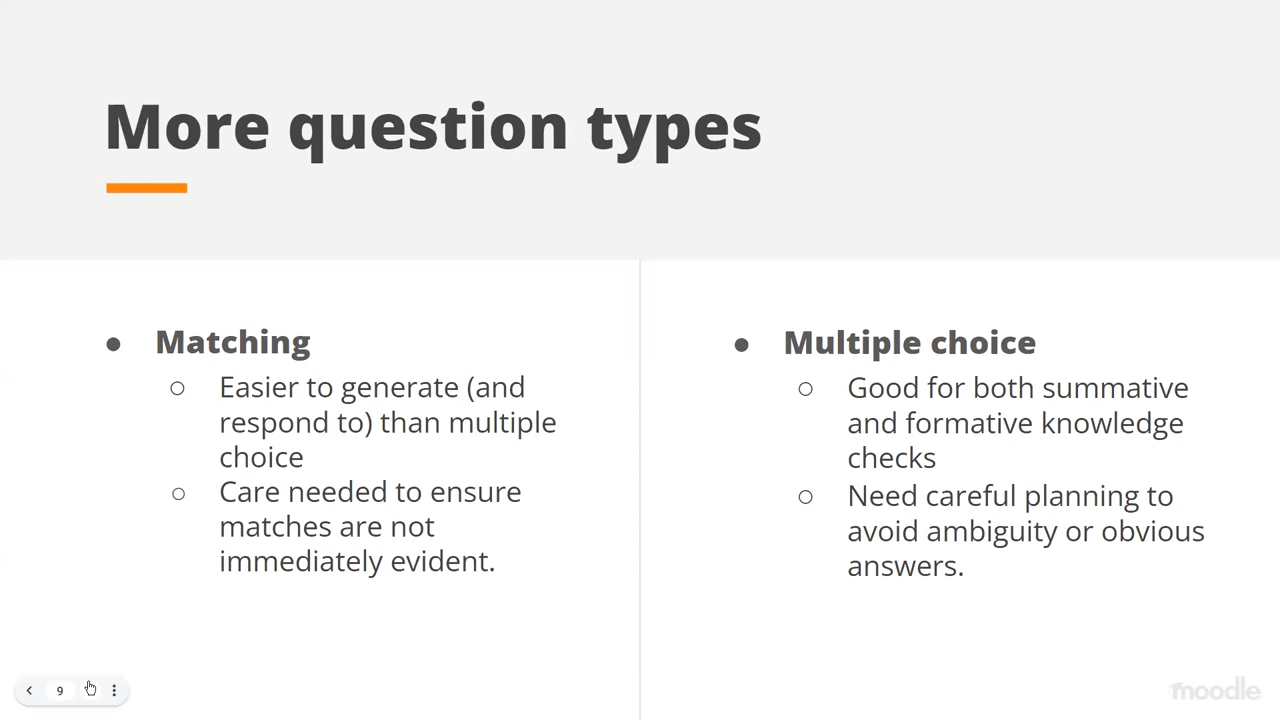 More question types
Matching
Easier to generate (and
respond to) than multiple
choice
Care needed to ensure
matches are not
immediately evident.
Multiple choice
Good for both summative
and formative knowledge
checks
Need careful planning to
avoid ambiguity or obvious
answers.
9
moodle